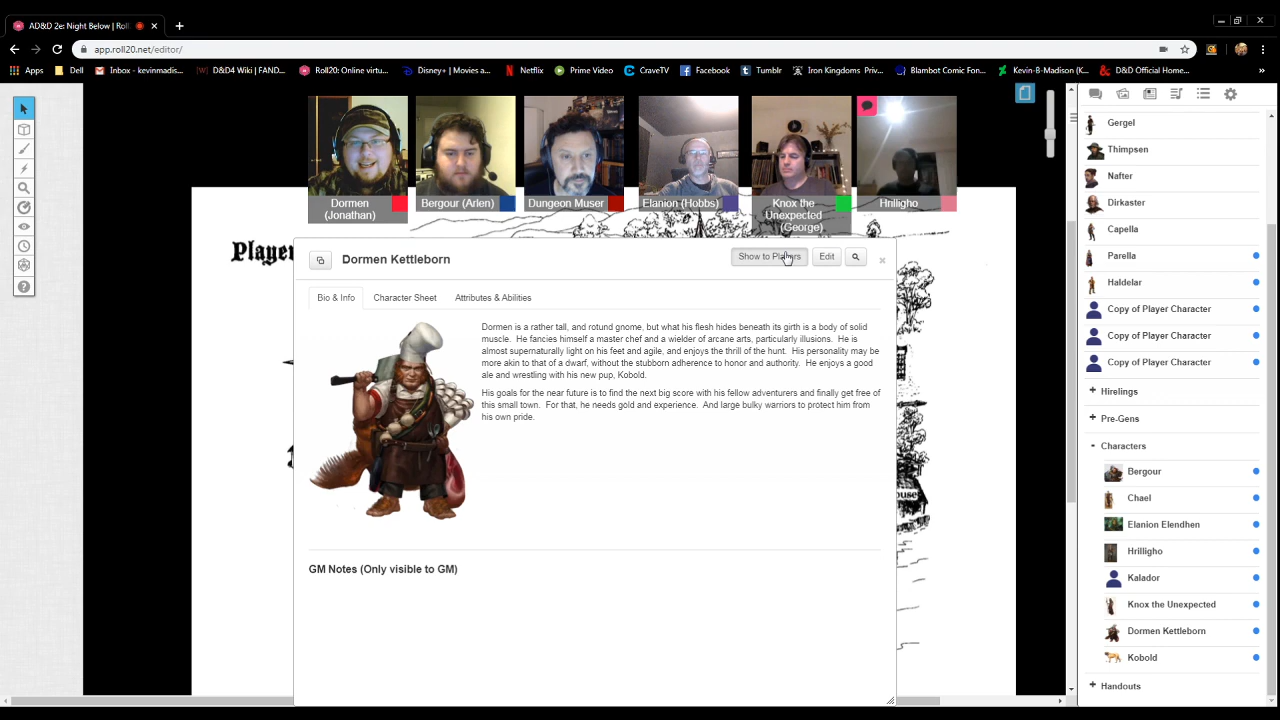 AD&D 2e: Night Below | Roll
app.roll20.net/editor/
Apps
Dell
Inbox - kevinmadis...
D&D4 Wiki | FAND...
Roll20: Online virtu...
Disney+ | Movies a...
Netflix
Prime Video
CraveTV
Facebook
Tumblr
Iron Kingdoms Priv...
Blambot Comic Fon...
Kevin-B-Madison (K...
D&D Official Home...
»
Dormen
(Jonathan)
Bergour (Arlen)
Dungeon Muser
Elanion (Hobbs)
Knox the
Unexpected
(George)
Hriligho
Player
Dormen Kettleborn
Show to Players
Edit
Bio & Info
Character Sheet
Attributes & Abilities
Dormen is a rather tall, and rotund gnome, but what his flesh hides beneath its girth is a body of solid
muscle. He fancies himself a master chef and a wielder of arcane arts, particularly illusions. He is
almost supernaturally light on his feet and agile, and enjoys the thrill of the hunt. His personality may be
more akin to that of a dwarf, without the stubborn adherence to honor and authority. He enjoys a good
ale and wrestling with his new pup, Kobold.
His goals for the near future is to find the next big score with his fellow adventurers and finally get free of
this small town. For that, he needs gold and experience. And large bulky warriors to protect him from
his own pride.
GM Notes (Only visible to GM)
Gergel
Thimpsen
Nafter
Dirkaster
Capella
Parella
Haldelar
Copy of Player Character
Copy of Player Character
Copy of Player Character
Hirelings
Pre-Gens
Characters
Bergour
Chael
Elanion Elendhen
Hrilligho
Kalador
Knox the Unexpected
Dormen Kettleborn
Kobold
Handouts